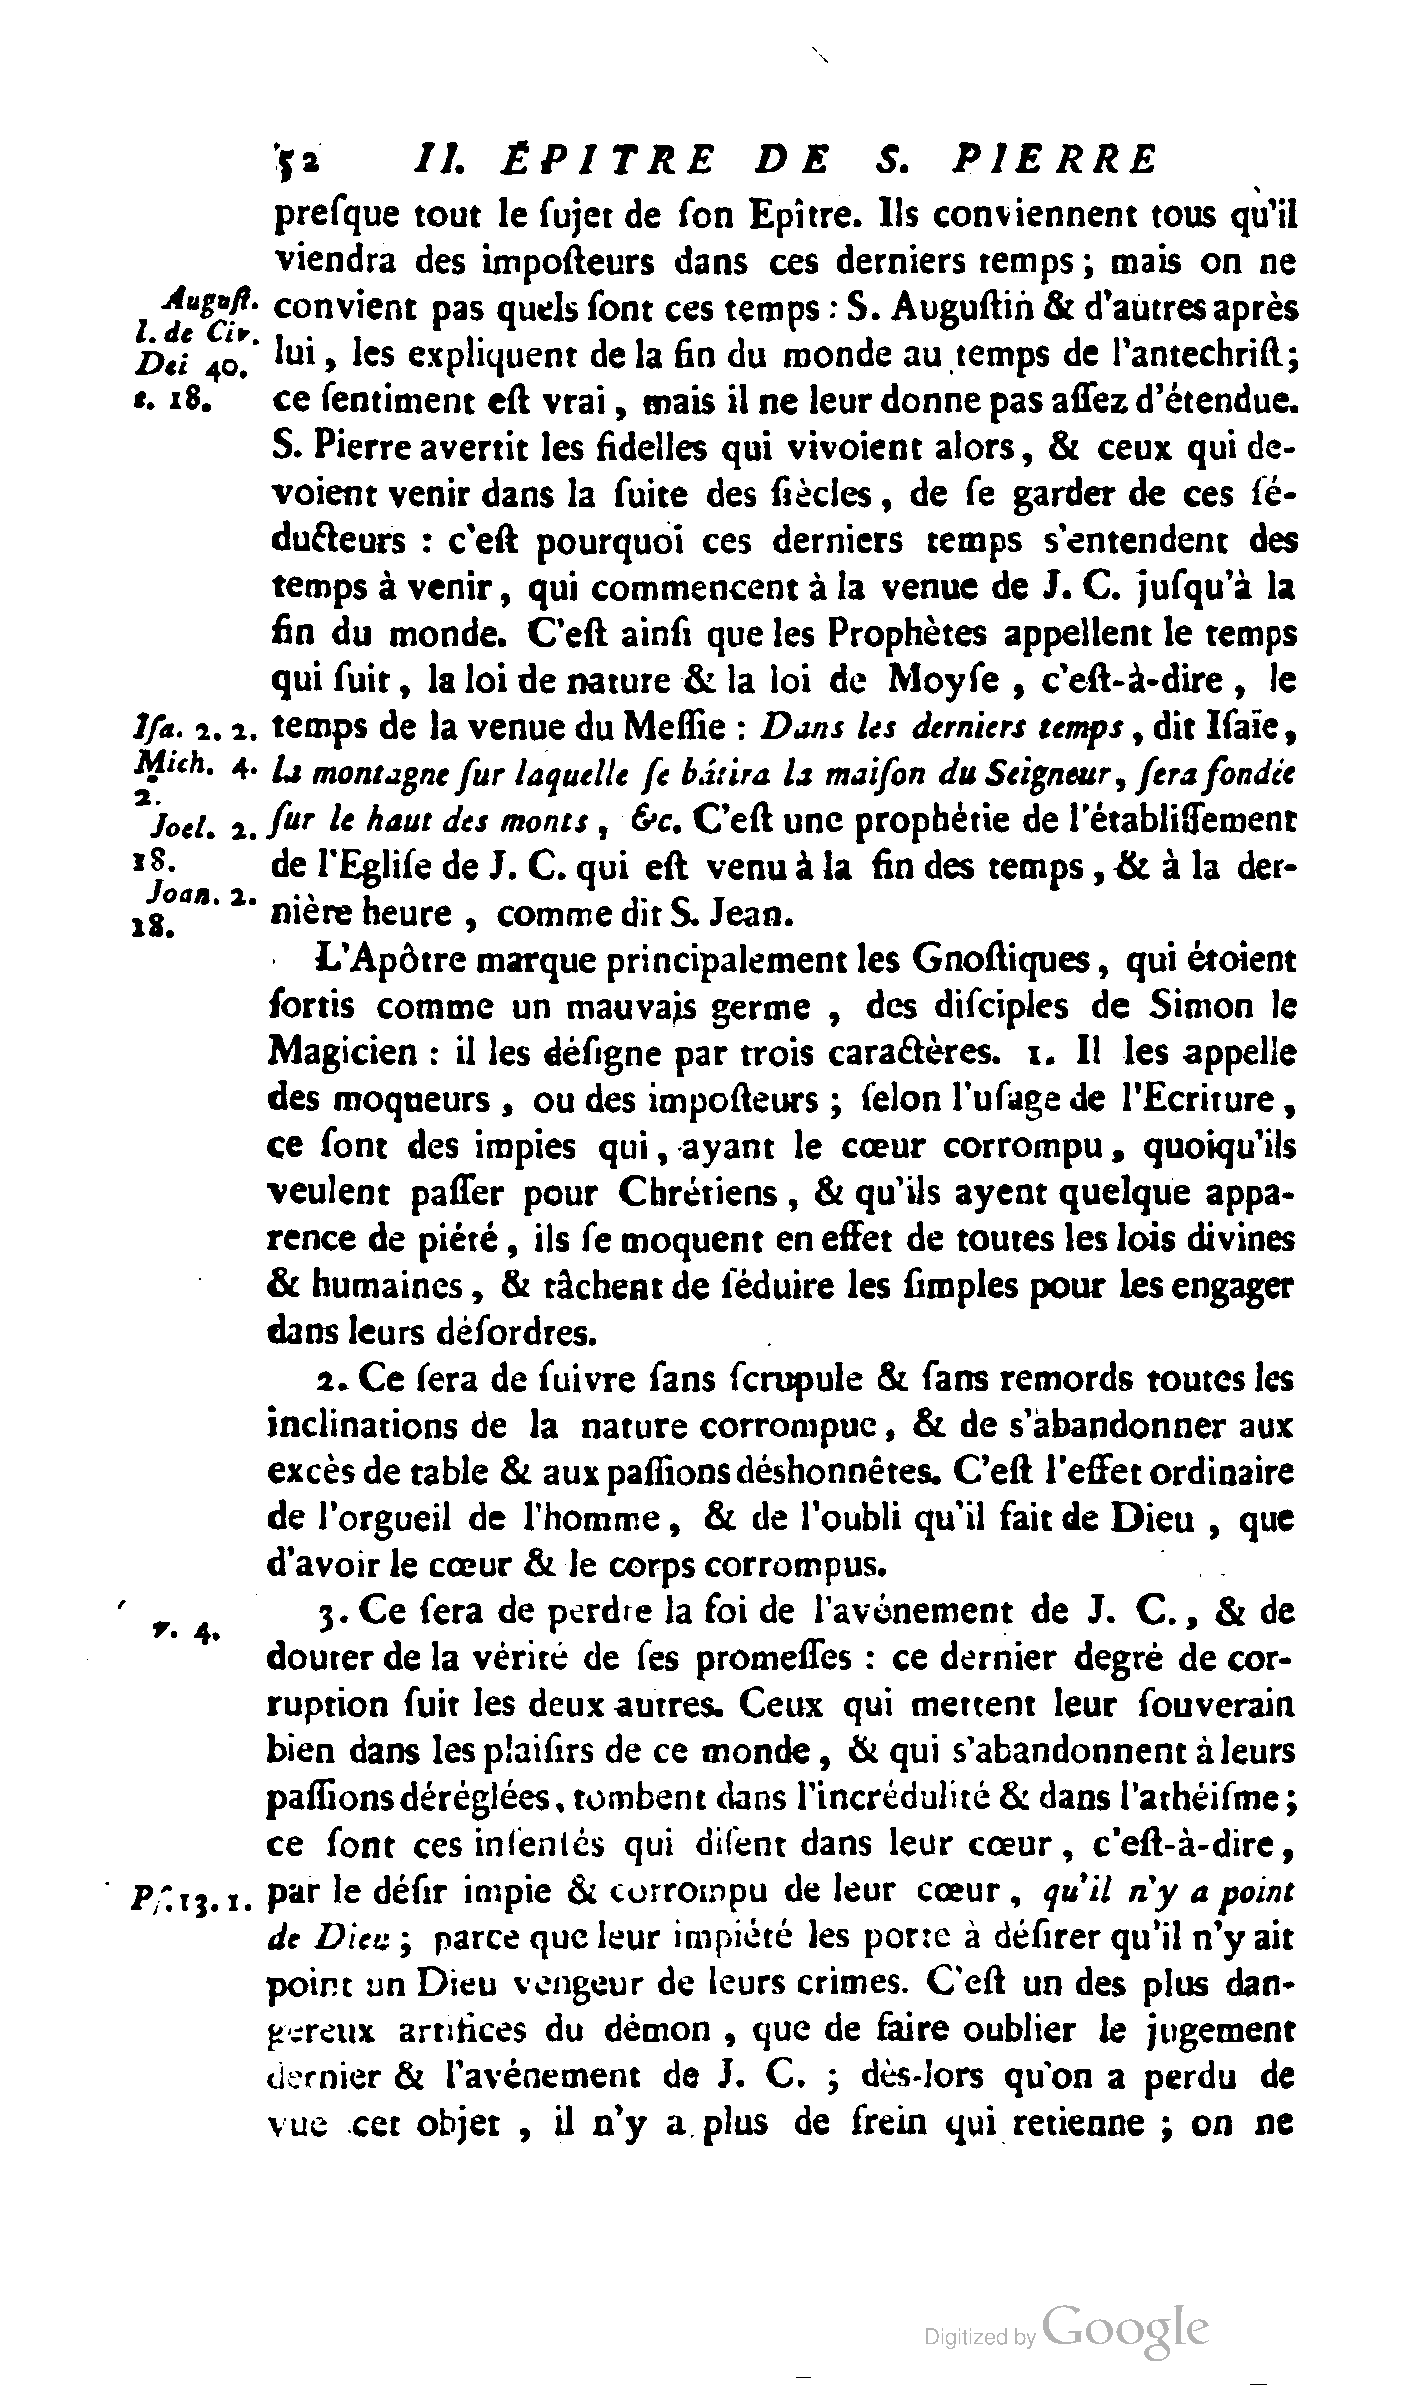 52 II. ÉPITRE DE S. PIERRE
preſque tout le ſujet de ſon Epître. Ils conviennent tous qu'il
viendra des impoſteurs dans ces derniers temps ; mais on ne
Auguſt. convient pas quels ſont ces temps : S. Auguſtin & d'autres après
l. de Civ.
Dei 40. lui, les expliquent de la fin du monde au temps de l'antechriſt ;
c. 18. ce ſentiment eſt vrai, mais il ne leur donne pas aſſez d'étendue.
S. Pierre avertit les fidelles qui vivoient alors, & ceux qui de-
voient venir dans la ſuite des ſiècles, de ſe garder de ces ſé-
ducteurs : c'eſt pourquoi ces derniers temps s'entendent des
temps à venir, qui commencent à la venue de J. C. juſqu'à la
fin du monde. C'eſt ainſi que les Prophètes appellent le temps
qui ſuit, la loi de nature & la loi de Moyſe, c'eſt-à-dire, le
Iſa. 2. 2. temps de la venue du Meſſie : Dans les derniers temps, dit Iſaïe,
Mich. 4. la montagne ſur laquelle ſe bâtira la maiſon du Seigneur, ſera fondée
2.
Joel. 2. ſur le haut des monts, &c. C'eſt une prophétie de l'établiſſement
18. de l'Egliſe de J. C. qui eſt venu à la fin des temps, & à la der-
Joan. 2.
18. nière heure, comme dit S. Jean.
L'Apôtre marque principalement les Gnoſtiques, qui étoient
ſortis comme un mauvais germe, des diſciples de Simon le
Magicien : il les déſigne par trois caractères. 1. Il les appelle
des moqueurs, ou des impoſteurs ; ſelon l'uſage de l'Ecriture,
ce ſont des impies qui, ayant le cœur corrompu, quoiqu'ils
veulent paſſer pour Chrétiens, & qu'ils ayent quelque appa-
rence de piété, ils ſe moquent en effet de toutes les lois divines
& humaines, & tâchent de ſéduire les ſimples pour les engager
dans leurs déſordres.
2. Ce ſera de ſuivre ſans ſcrupule & ſans remords toutes les
inclinations de la nature corrompue, & de s'abandonner aux
excès de table & aux paſſions déshonnêtes. C'eſt l'effet ordinaire
de l'orgueil de l'homme, & de l'oubli qu'il fait de Dieu, que
d'avoir le cœur & le corps corrompus.
v. 4. 3. Ce ſera de perdre la foi de l'avénement de J. C., & de
douter de la vérité de ſes promeſſes : ce dernier degré de cor-
ruption ſuit les deux autres. Ceux qui mettent leur ſouverain
bien dans les plaiſirs de ce monde, & qui s'abandonnent à leurs
paſſions déréglées, tombent dans l'incrédulité & dans l'athéiſme ;
ce ſont ces inſenſés qui diſent dans leur cœur, c'eſt-à-dire,
Pſ. 13. 1. par le déſir impie & corrompu de leur cœur, qu'il n'y a point
de Dieu ; parce que leur impiété les porte à déſirer qu'il n'y ait
point un Dieu vengeur de leurs crimes. C'eſt un des plus dan-
gereux artifices du démon, que de faire oublier le jugement
dernier & l'avénement de J. C. ; dès-lors qu'on a perdu de
vue cet objet, il n'y a plus de frein qui retienne ; on ne
Digitized by Google